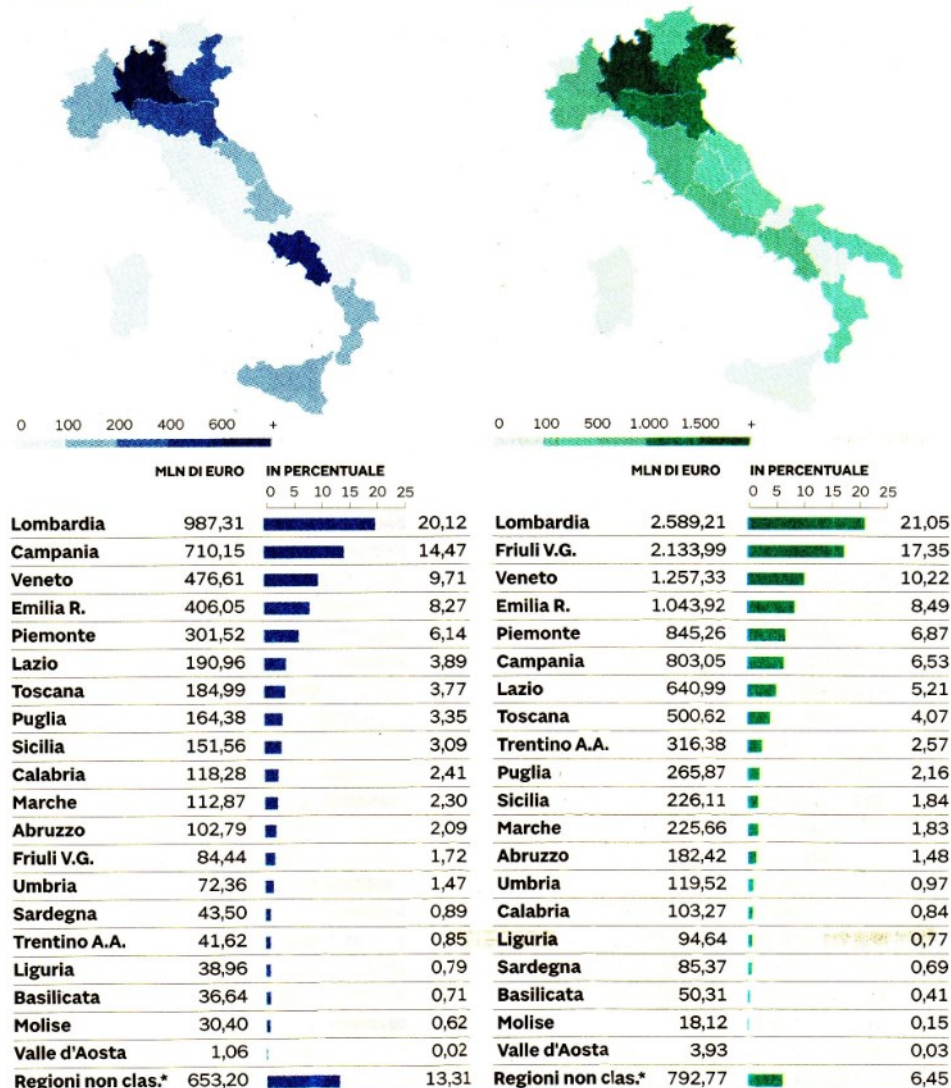 0 100 200 400 600 +
MLN DI EURO IN PERCENTUALE
0 5 10 15 20 25
Lombardia 987,31 20,12
Campania 710,15 14,47
Veneto 476,61 9,71
Emilia R. 406,05 8,27
Piemonte 301,52 6,14
Lazio 190,96 3,89
Toscana 184,99 3,77
Puglia 164,38 3,35
Sicilia 151,56 3,09
Calabria 118,28 2,41
Marche 112,87 2,30
Abruzzo 102,79 2,09
Friuli V.G. 84,44 1,72
Umbria 72,36 1,47
Sardegna 43,50 0,89
Trentino A.A. 41,62 0,85
Liguria 38,96 0,79
Basilicata 36,64 0,71
Molise 30,40 0,62
Valle d'Aosta 1,06 0,02
Regioni non clas.* 653,20 13,31
0 100 500 1.000 1.500 +
MLN DI EURO IN PERCENTUALE
0 5 10 15 20 25
Lombardia 2.589,21 21,05
Friuli V.G. 2.133,99 17,35
Veneto 1.257,33 10,22
Emilia R. 1.043,92 8,49
Piemonte 845,26 6,87
Campania 803,05 6,53
Lazio 640,99 5,21
Toscana 500,62 4,07
Trentino A.A. 316,38 2,57
Puglia 265,87 2,16
Sicilia 226,11 1,84
Marche 225,66 1,83
Abruzzo 182,42 1,48
Umbria 119,52 0,97
Calabria 103,27 0,84
Liguria 94,64 0,77
Sardegna 85,37 0,69
Basilicata 50,31 0,41
Molise 18,12 0,15
Valle d'Aosta 3,93 0,03
Regioni non clas.* 792,77 6,45